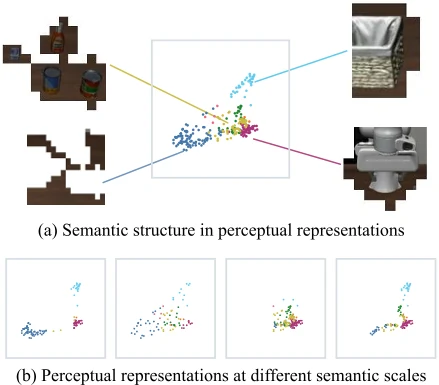 (a) Semantic structure in perceptual representations
(b) Perceptual representations at different semantic scales